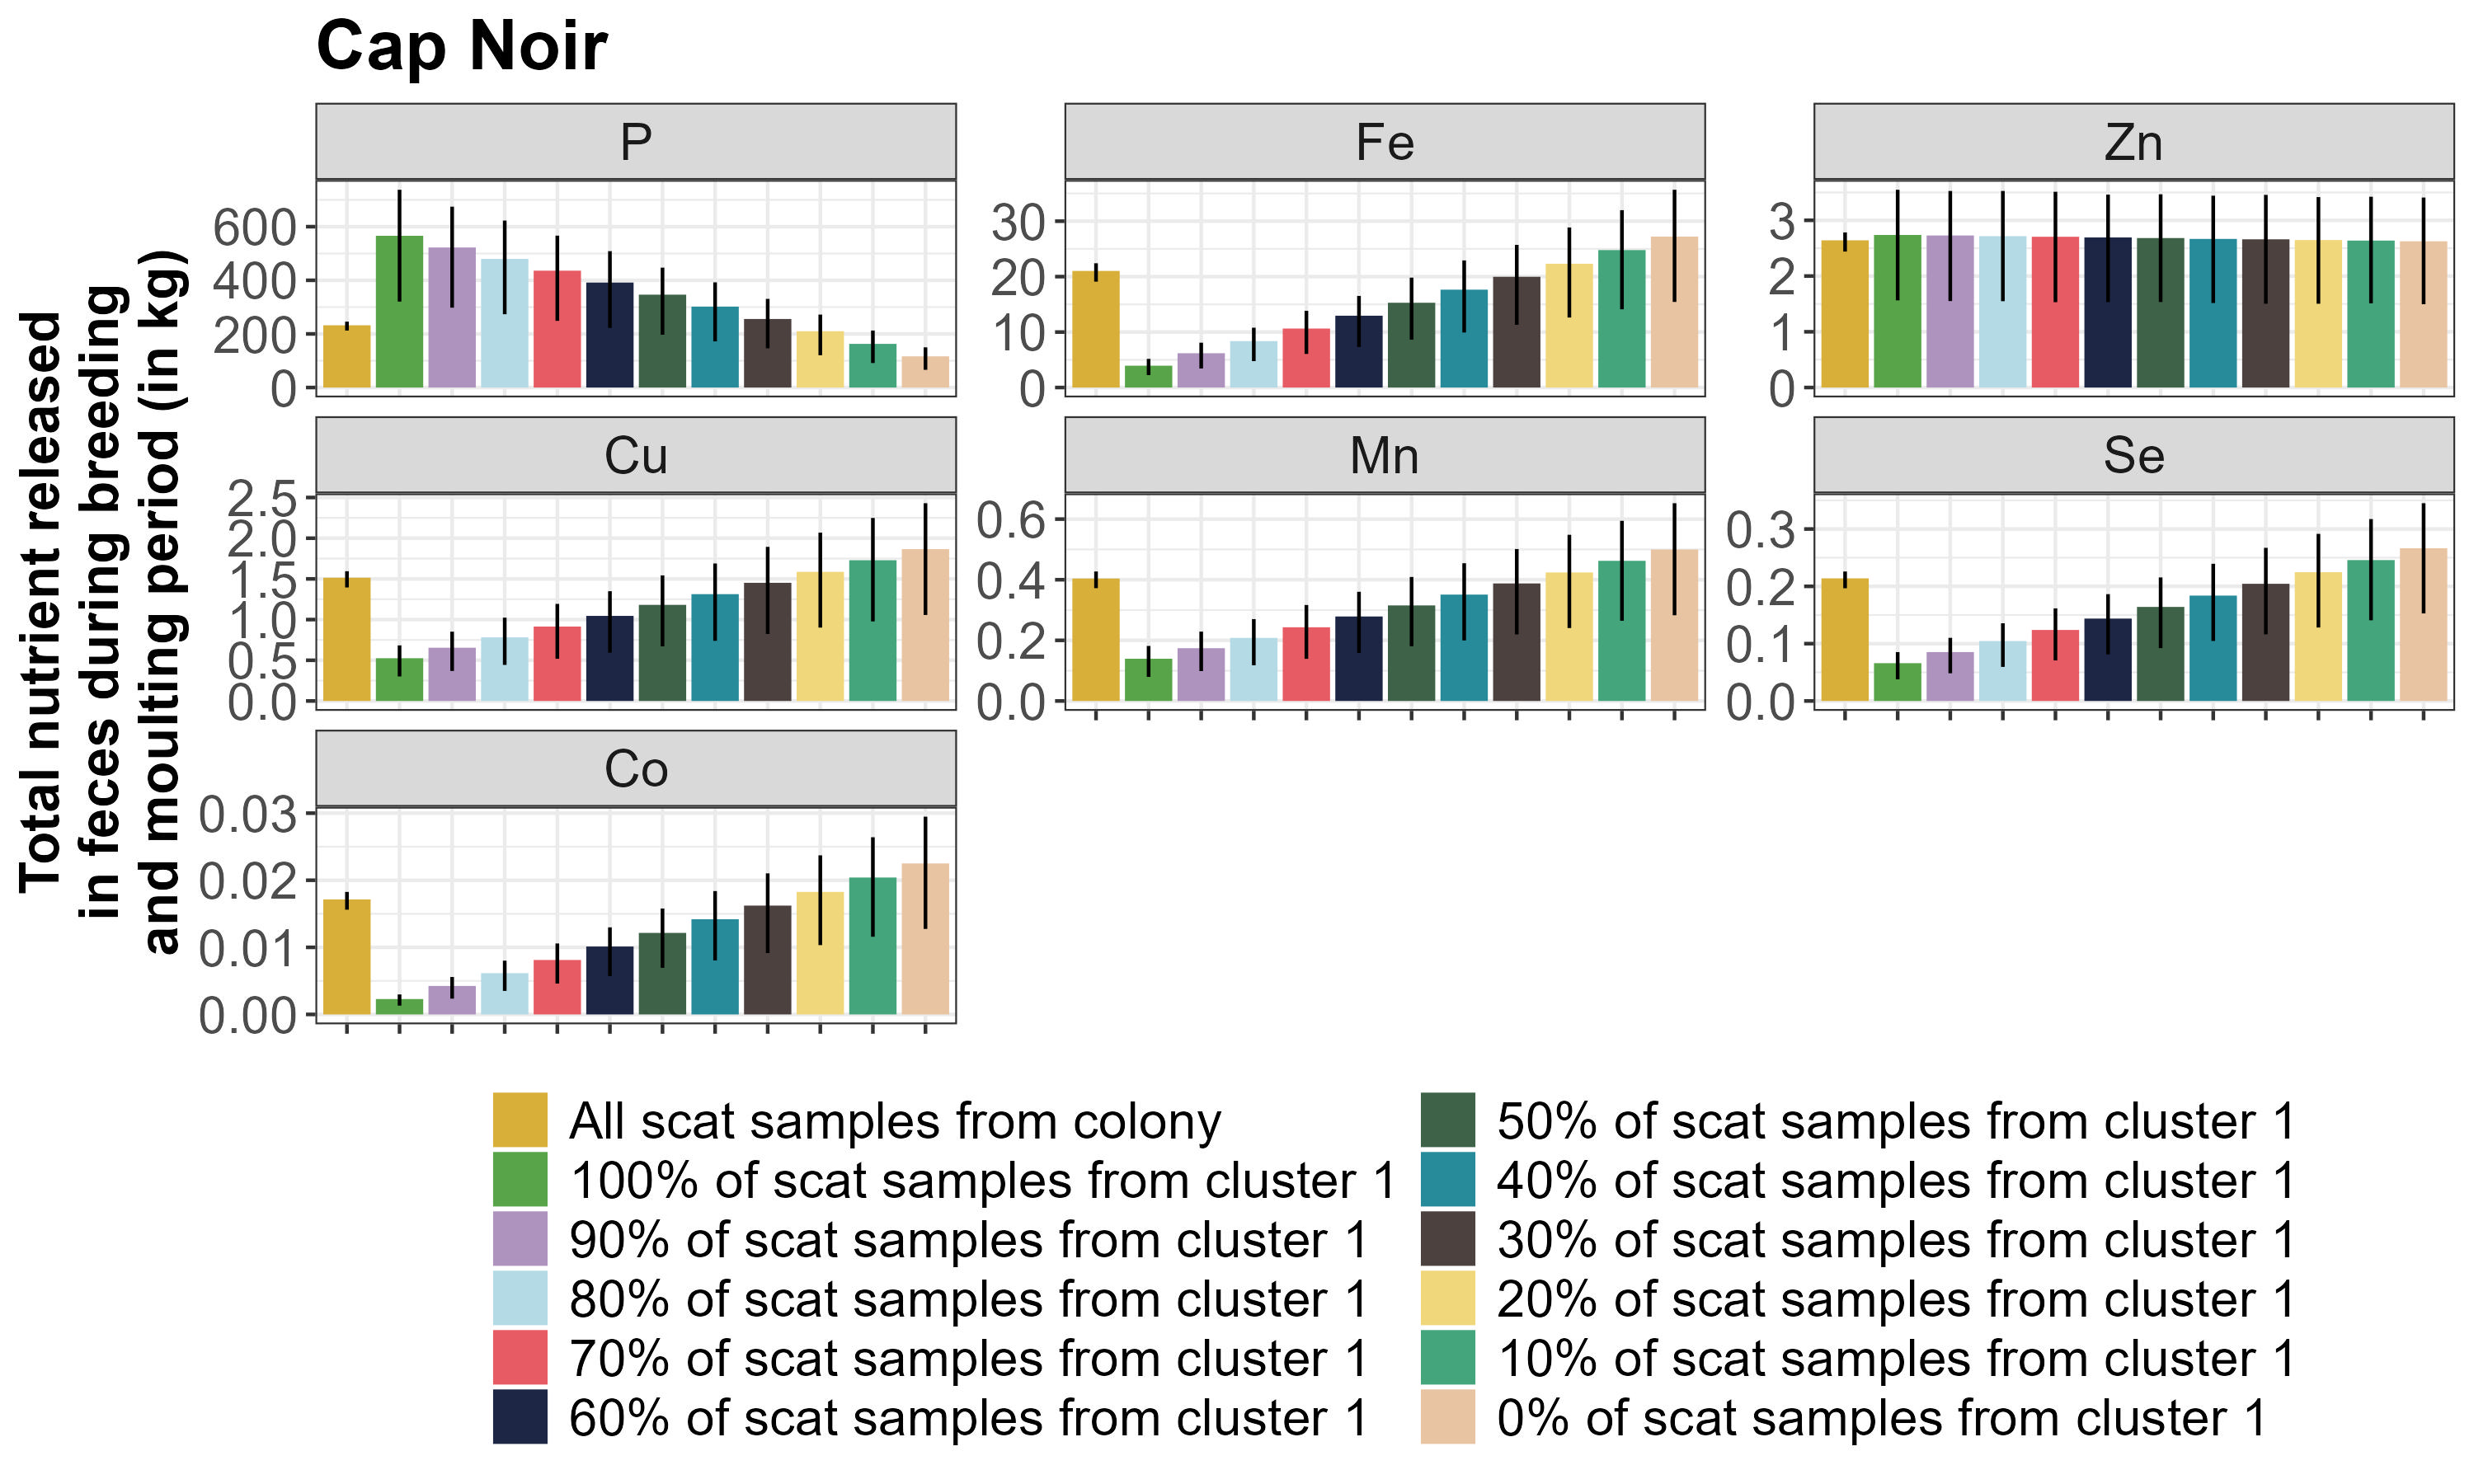 Cap Noir
Total nutrient released
in feces during breeding
and moulting period (in kg)
P
600
400
200
0
Fe
30
20
10
0
Zn
3
2
1
0
Cu
2.5
2.0
1.5
1.0
0.5
0.0
Mn
0.6
0.4
0.2
0.0
Se
0.3
0.2
0.1
0.0
Co
0.03
0.02
0.01
0.00
All scat samples from colony
100% of scat samples from cluster 1
90% of scat samples from cluster 1
80% of scat samples from cluster 1
70% of scat samples from cluster 1
60% of scat samples from cluster 1
50% of scat samples from cluster 1
40% of scat samples from cluster 1
30% of scat samples from cluster 1
20% of scat samples from cluster 1
10% of scat samples from cluster 1
0% of scat samples from cluster 1